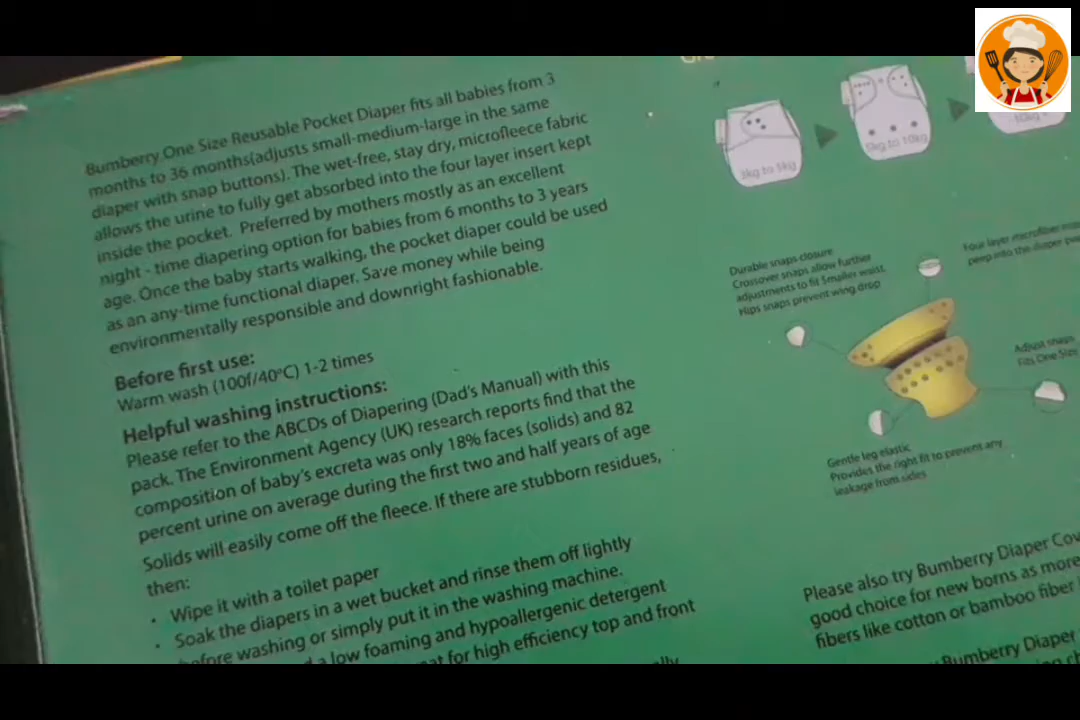 Bumberry One Size Reusable Pocket Diaper fits all babies from 3
months to 36 months(adjusts small-medium-large in the same
diaper with snap buttons). The wet-free, stay dry, microfleece fabric
allows the urine to fully get absorbed into the four layer insert kept
inside the pocket. Preferred by mothers mostly as an excellent
night - time diapering option for babies from 6 months to 3 years
age. Once the baby starts walking, the pocket diaper could be used
as an any-time functional diaper. Save money while being
environmentally responsible and downright fashionable.
Before first use:
Warm wash (100f/40°C) 1-2 times
Helpful washing instructions:
Please refer to the ABCDs of Diapering (Dad's Manual) with this
pack. The Environment Agency (UK) research reports find that the
composition of baby's excreta was only 18% faces (solids) and 82
percent urine on average during the first two and half years of age
Solids will easily come off the fleece. If there are stubborn residues,
then:
• Wipe it with a toilet paper
• Soak the diapers in a wet bucket and rinse them off lightly
before washing or simply put it in the washing machine.
a low foaming and hypoallergenic detergent
for high efficiency top and front
3kg to 5kg
5kg to 10kg
10kg
Durable snaps closure
Crossover snaps allow further
adjustments to fit Smaller waist
Hips snaps prevent wing drop
Four layer microfiber
peep into the diaper
Adjust snaps
Fits One Size
Gentle leg elastic
Provides the right fit to prevent any
leakage from sides
Please also try Bumberry Diaper
good choice for new borns as more
fibers like cotton or bamboo fiber
Bumberry Diaper